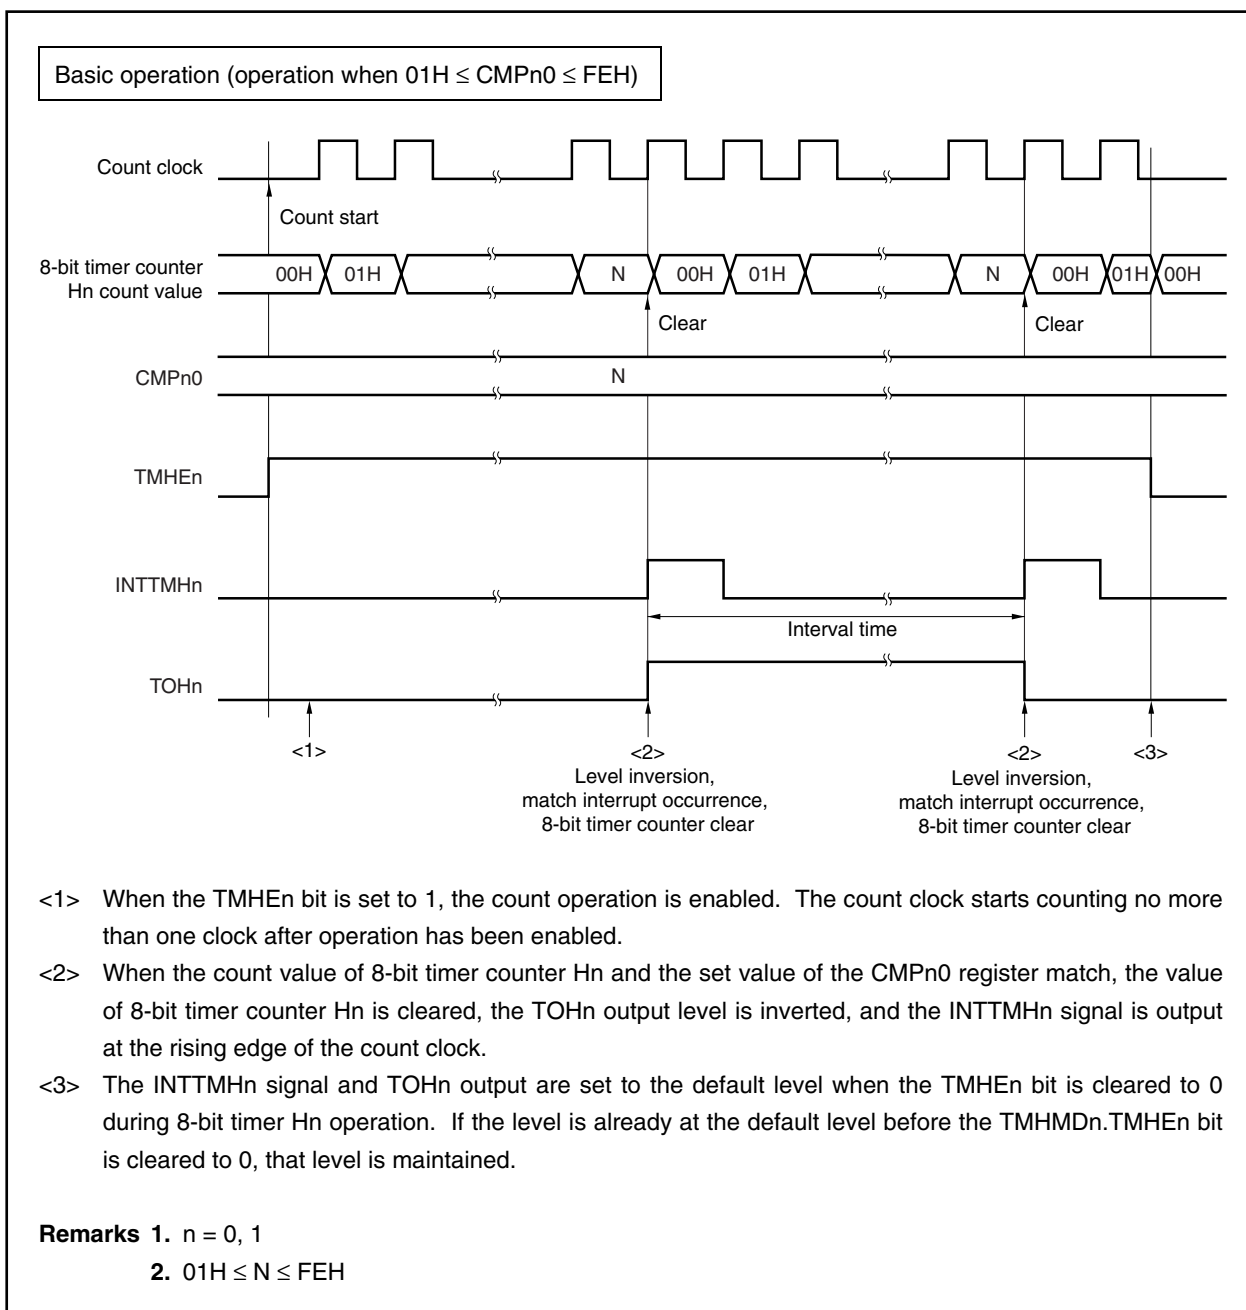 Basic operation (operation when 01H ≤ CMPn0 ≤ FEH)
Count clock
Count start
8-bit timer counter
Hn count value
00H 01H N 00H 01H N 00H 01H 00H
Clear Clear
CMPn0 N
TMHEn
INTTMHn
Interval time
TOHn
<1> <2> <2> <3>
Level inversion, Level inversion,
match interrupt occurrence, match interrupt occurrence,
8-bit timer counter clear 8-bit timer counter clear
<1> When the TMHEn bit is set to 1, the count operation is enabled. The count clock starts counting no more
than one clock after operation has been enabled.
<2> When the count value of 8-bit timer counter Hn and the set value of the CMPn0 register match, the value
of 8-bit timer counter Hn is cleared, the TOHn output level is inverted, and the INTTMHn signal is output
at the rising edge of the count clock.
<3> The INTTMHn signal and TOHn output are set to the default level when the TMHEn bit is cleared to 0
during 8-bit timer Hn operation. If the level is already at the default level before the TMHMDn.TMHEn bit
is cleared to 0, that level is maintained.
Remarks 1. n = 0, 1
2. 01H ≤ N ≤ FEH